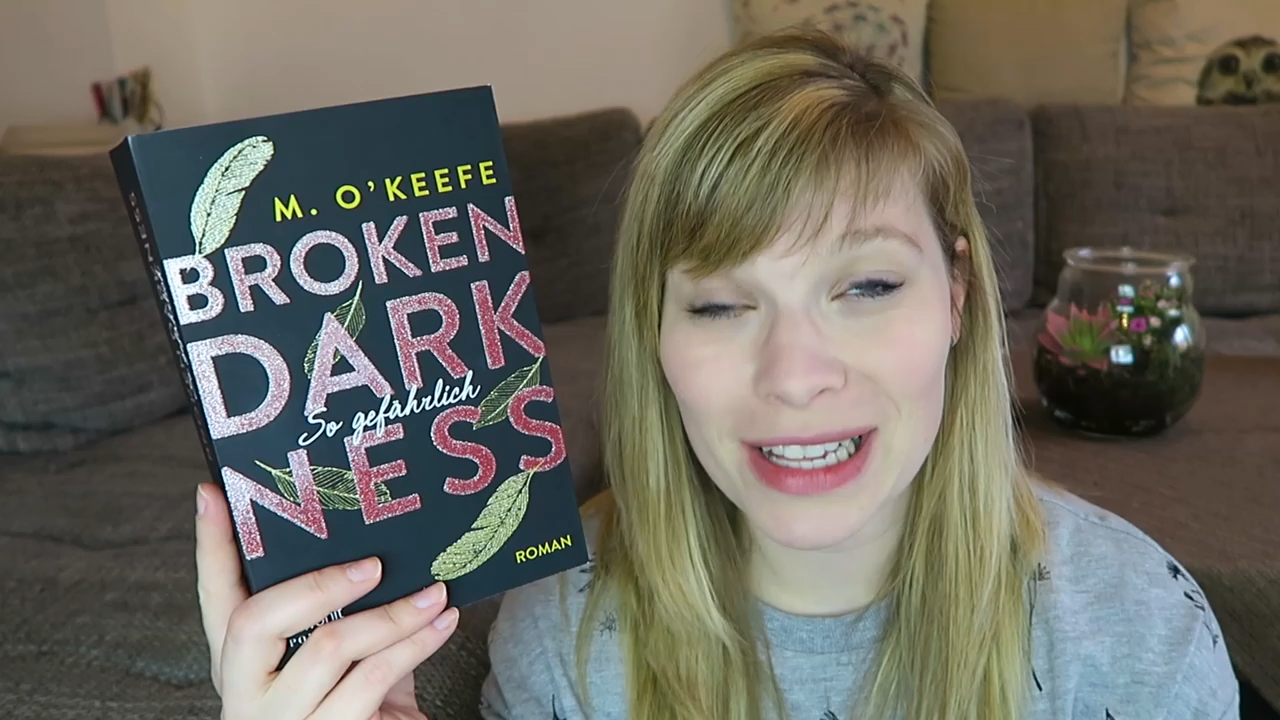 M. O'KEEFE
BROKEN
DARK
So gefährlich
NESS
ROMAN